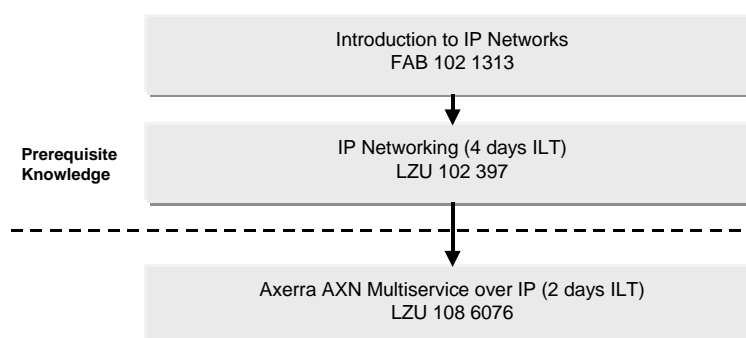 Introduction to IP Networks
FAB 102 1313
IP Networking (4 days ILT)
LZU 102 397
Prerequisite
Knowledge
Axerra AXN Multiservice over IP (2 days ILT)
LZU 108 6076